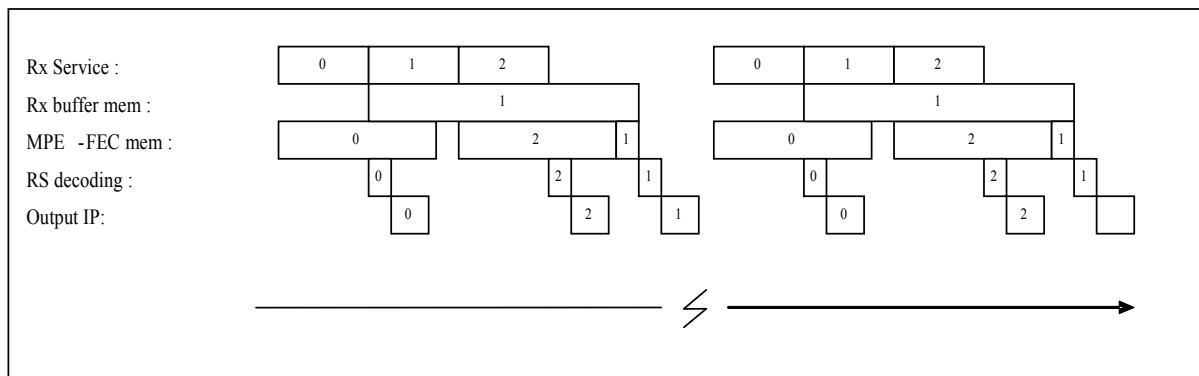 Rx Service : 0 1 2 0 1 2
Rx buffer mem : 1 1
MPE -FEC mem : 0 2 1 0 2 1
RS decoding : 0 2 1 0 2 1
Output IP: 0 2 1 0 2